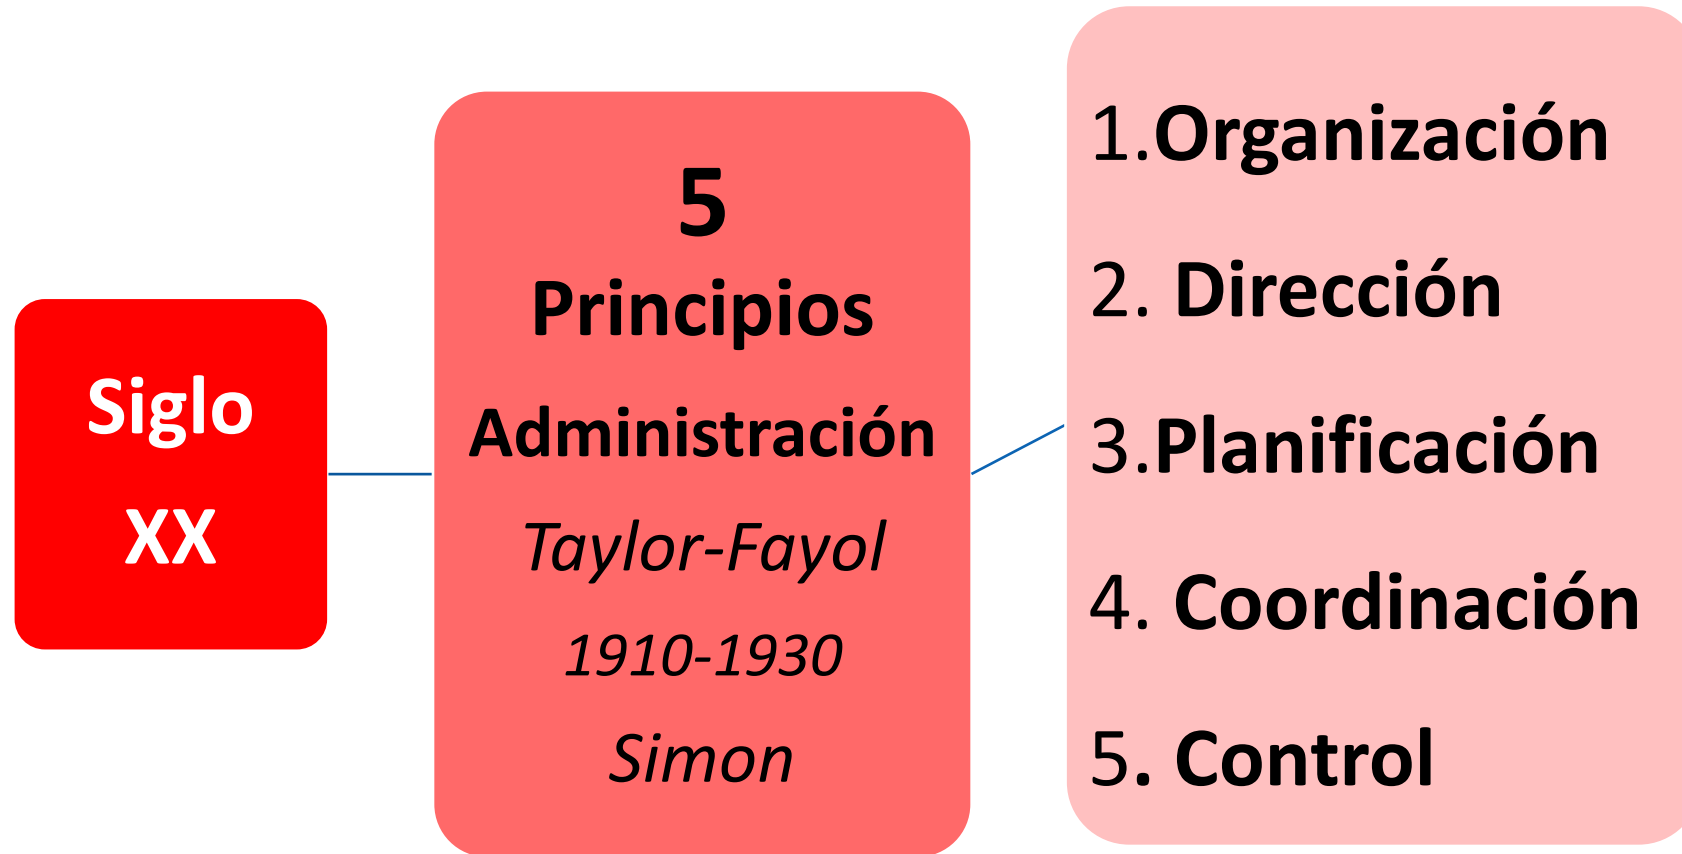 Siglo
XX
5
Principios
Administración
Taylor-Fayol
1910-1930
Simon
1.Organización
2. Dirección
3.Planificación
4. Coordinación
5. Control